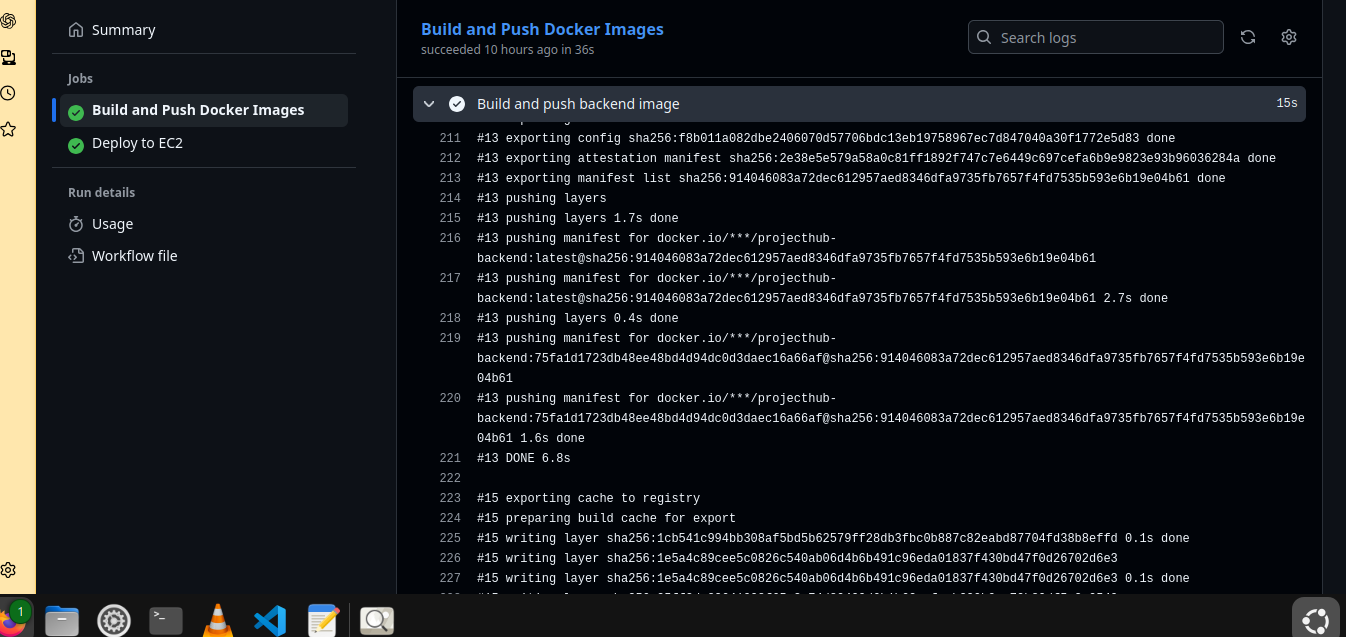 Summary
Jobs
Build and Push Docker Images
Deploy to EC2
Run details
Usage
Workflow file
Build and Push Docker Images
succeeded 10 hours ago in 36s
Search logs
Build and push backend image
15s
211 #13 exporting config sha256:f8b011a082dbe2406070d57706bdc13eb19758967ec7d847040a30f1772e5d83 done
212 #13 exporting attestation manifest sha256:2e38e5e579a58a0c81ff1892f747c7e6449c697cefa6b9e9823e93b96036284a done
213 #13 exporting manifest list sha256:914046083a72dec612957aed8346dfa9735fb7657f4fd7535b593e6b19e04b61 done
214 #13 pushing layers
215 #13 pushing layers 1.7s done
216 #13 pushing manifest for docker.io/***/projecthub-
backend:latest@sha256:914046083a72dec612957aed8346dfa9735fb7657f4fd7535b593e6b19e04b61
217 #13 pushing manifest for docker.io/***/projecthub-
backend:latest@sha256:914046083a72dec612957aed8346dfa9735fb7657f4fd7535b593e6b19e04b61 2.7s done
218 #13 pushing layers 0.4s done
219 #13 pushing manifest for docker.io/***/projecthub-
backend:75fa1d1723db48ee48bd4d94dc0d3daec16a66af@sha256:914046083a72dec612957aed8346dfa9735fb7657f4fd7535b593e6b19e
04b61
220 #13 pushing manifest for docker.io/***/projecthub-
backend:75fa1d1723db48ee48bd4d94dc0d3daec16a66af@sha256:914046083a72dec612957aed8346dfa9735fb7657f4fd7535b593e6b19e
04b61 1.6s done
221 #13 DONE 6.8s
222
223 #15 exporting cache to registry
224 #15 preparing build cache for export
225 #15 writing layer sha256:1cb541c994bb308af5bd5b62579ff28db3fbc0b887c82eabd87704fd38b8effd 0.1s done
226 #15 writing layer sha256:1e5a4c89cee5c0826c540ab06d4b6b491c96eda01837f430bd47f0d26702d6e3
227 #15 writing layer sha256:1e5a4c89cee5c0826c540ab06d4b6b491c96eda01837f430bd47f0d26702d6e3 0.1s done
1